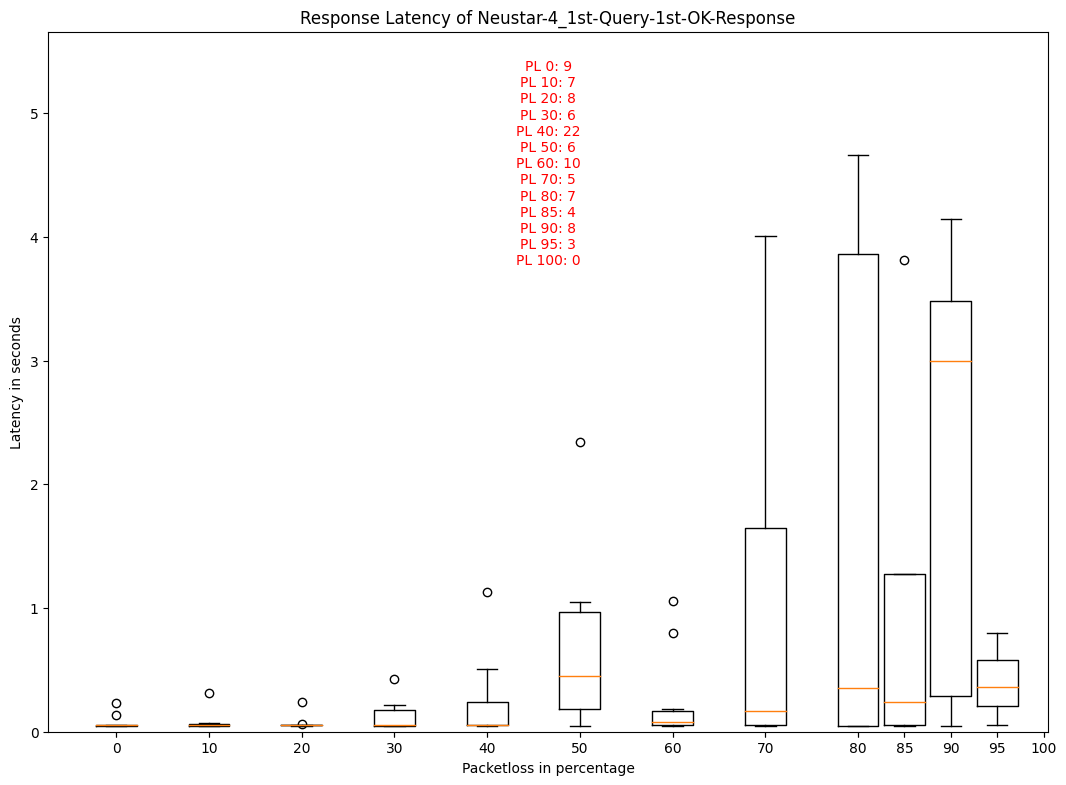 Response Latency of Neustar-4_1st-Query-1st-OK-Response
PL 0: 9
PL 10: 7
PL 20: 8
PL 30: 6
PL 40: 22
PL 50: 6
PL 60: 10
PL 70: 5
PL 80: 7
PL 85: 4
PL 90: 8
PL 95: 3
PL 100: 0
Latency in seconds
5
4
3
2
1
0
0 10 20 30 40 50 60 70 80 85 90 95 100
Packetloss in percentage